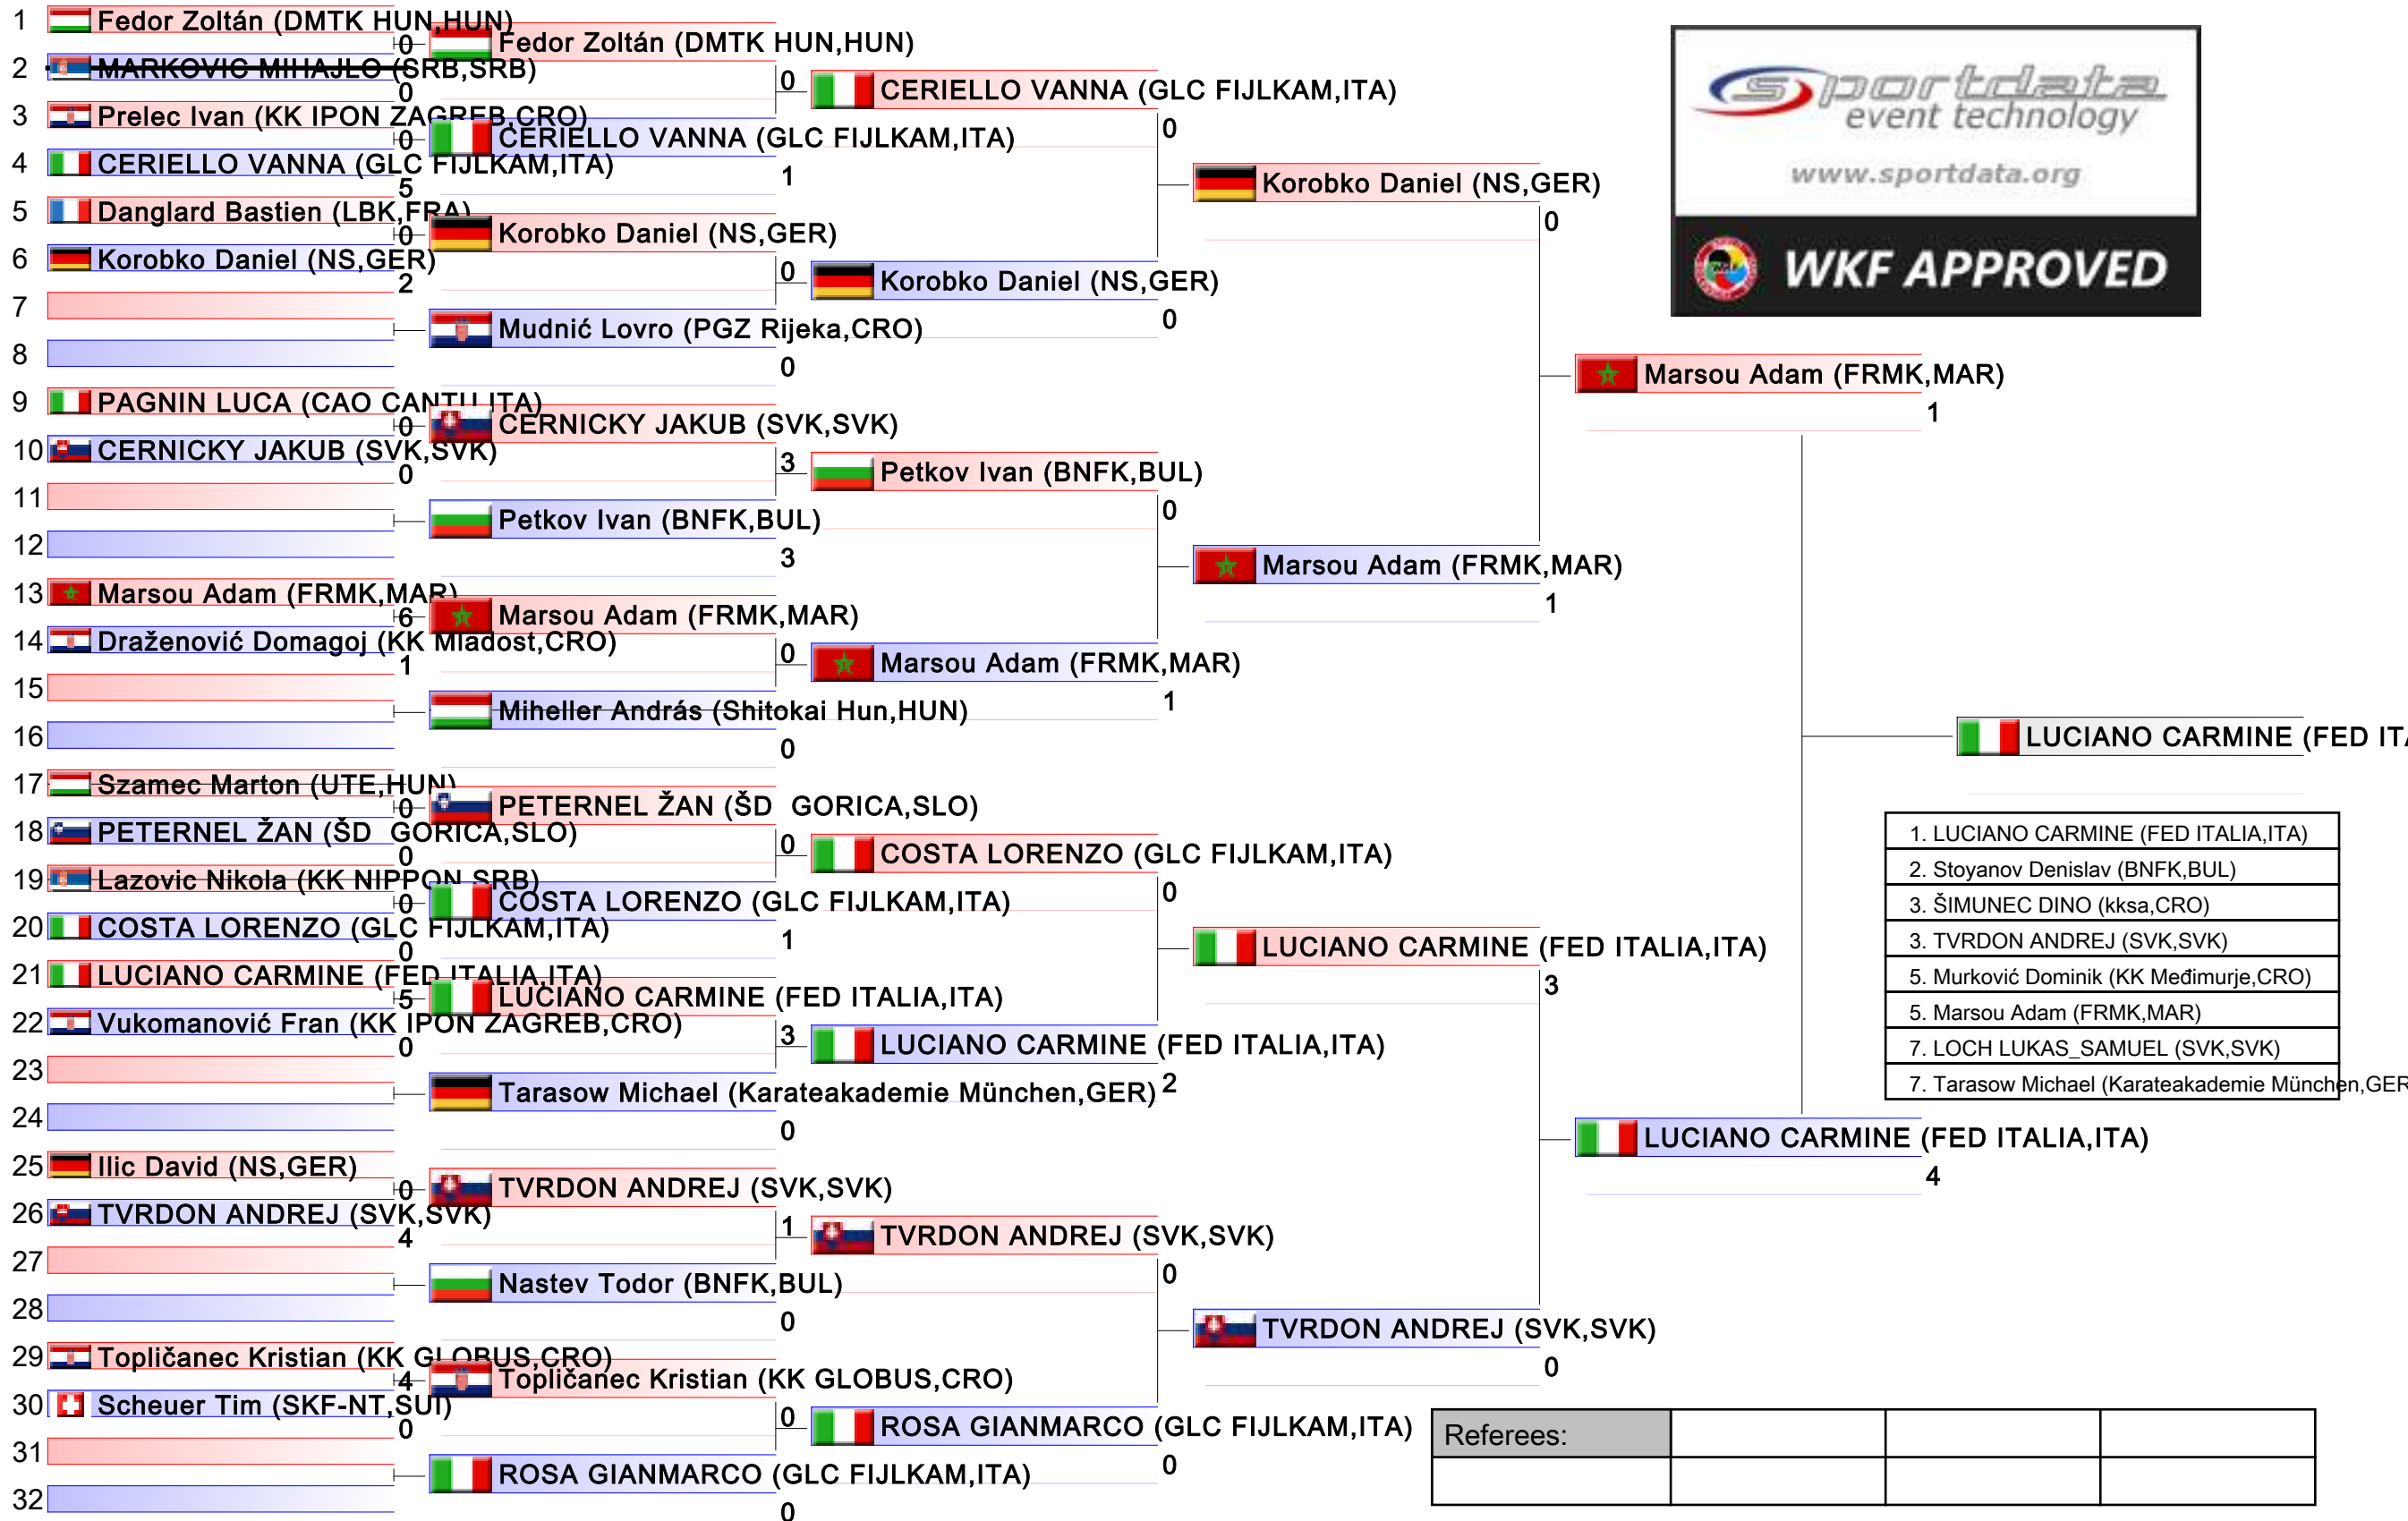 1 Fedor Zoltán (DMTK HUN,HUN)
0
2 MARKOVIC MIHAJLO (SRB,SRB)
0
3 Prelec Ivan (KK IPON ZAGREB,CRO)
0
4 CERIELLO VANNA (GLC FIJLKAM,ITA)
5
5 Danglard Bastien (LBK,FRA)
0
6 Korobko Daniel (NS,GER)
2
7
8
9 PAGNIN LUCA (CAO CANTU,ITA)
0
10 CERNICKY JAKUB (SVK,SVK)
0
11
12
13 Marsou Adam (FRMK,MAR)
6
14 Draženović Domagoj (KK Mladost,CRO)
1
15
16
17 Szamec Marton (UTE,HUN)
0
18 PETERNEL ŽAN (ŠD GORICA,SLO)
0
19 Lazovic Nikola (KK NIPPON,SRB)
0
20 COSTA LORENZO (GLC FIJLKAM,ITA)
0
21 LUCIANO CARMINE (FED ITALIA,ITA)
5
22 Vukomanović Fran (KK IPON ZAGREB,CRO)
0
23
24
25 Ilic David (NS,GER)
0
26 TVRDON ANDREJ (SVK,SVK)
4
27
28
29 Topličanec Kristian (KK GLOBUS,CRO)
4
30 Scheuer Tim (SKF-NT,SUI)
0
31
32
Fedor Zoltán (DMTK HUN,HUN)
0
CERIELLO VANNA (GLC FIJLKAM,ITA)
1
Korobko Daniel (NS,GER)
0
Mudnić Lovro (PGZ Rijeka,CRO)
0
CERNICKY JAKUB (SVK,SVK)
3
Petkov Ivan (BNFK,BUL)
3
Marsou Adam (FRMK,MAR)
0
Miheller András (Shitokai Hun,HUN)
0
PETERNEL ŽAN (ŠD GORICA,SLO)
0
COSTA LORENZO (GLC FIJLKAM,ITA)
1
LUCIANO CARMINE (FED ITALIA,ITA)
3
Tarasow Michael (Karateakademie München,GER)
0
TVRDON ANDREJ (SVK,SVK)
1
Nastev Todor (BNFK,BUL)
0
Topličanec Kristian (KK GLOBUS,CRO)
0
ROSA GIANMARCO (GLC FIJLKAM,ITA)
0
CERIELLO VANNA (GLC FIJLKAM,ITA)
0
Korobko Daniel (NS,GER)
0
Petkov Ivan (BNFK,BUL)
0
Marsou Adam (FRMK,MAR)
1
COSTA LORENZO (GLC FIJLKAM,ITA)
0
LUCIANO CARMINE (FED ITALIA,ITA)
2
TVRDON ANDREJ (SVK,SVK)
0
ROSA GIANMARCO (GLC FIJLKAM,ITA)
0
Korobko Daniel (NS,GER)
0
Marsou Adam (FRMK,MAR)
1
LUCIANO CARMINE (FED ITALIA,ITA)
3
TVRDON ANDREJ (SVK,SVK)
0
Marsou Adam (FRMK,MAR)
1
LUCIANO CARMINE (FED ITALIA,ITA)
4
sportdata
event technology
www.sportdata.org
WKF APPROVED
LUCIANO CARMINE (FED
1. LUCIANO CARMINE (FED ITALIA,ITA)
2. Stoyanov Denislav (BNFK,BUL)
3. ŠIMUNEC DINO (kksa,CRO)
3. TVRDON ANDREJ (SVK,SVK)
5. Murković Dominik (KK Međimurje,CRO)
5. Marsou Adam (FRMK,MAR)
7. LOCH LUKAS_SAMUEL (SVK,SVK)
7. Tarasow Michael (Karateakademie München,GER
Referees: